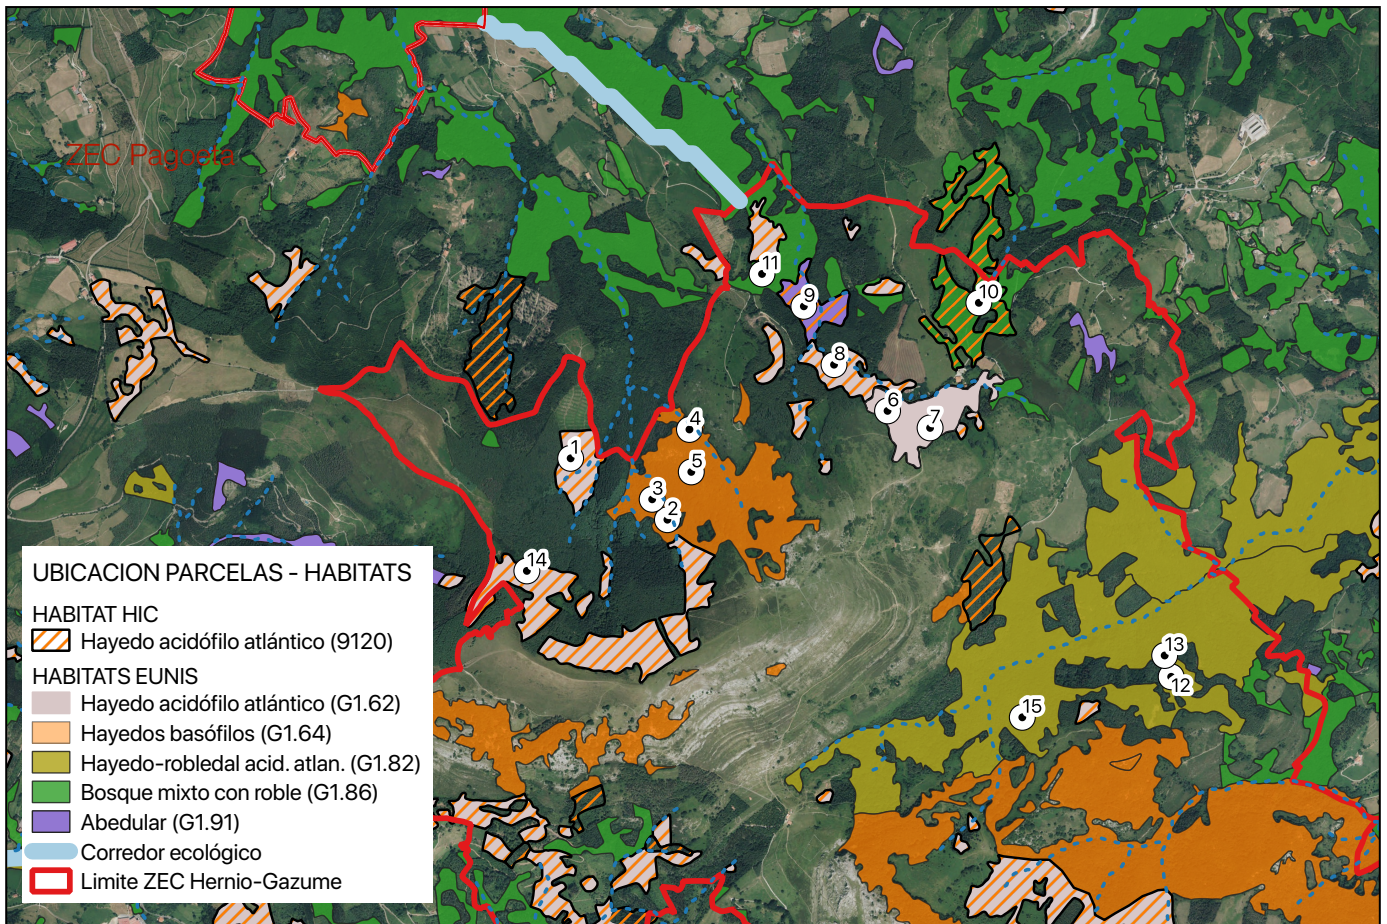 ZEC Pagoeta
11
9
10
8
6
7
4
5
3
2
1
14
13
12
15
UBICACION PARCELAS - HABITATS
HABITAT HIC
Hayedo acidófilo atlántico (9120)
HABITATS EUNIS
Hayedo acidófilo atlántico (G1.62)
Hayedos basófilos (G1.64)
Hayedo-robledal acid. atlan. (G1.82)
Bosque mixto con roble (G1.86)
Abedular (G1.91)
Corredor ecológico
Limite ZEC Hernio-Gazume